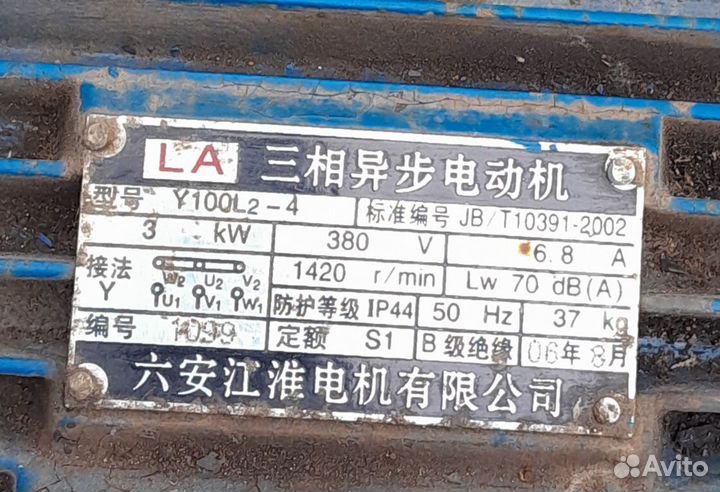 LA 三相异步电动机
型号 Y100L2-4 标准编号 JB/T10391-2002
3 kW 380 V 6.8 A
接法 Y W2 U2 V2 U1 V1 W1 1420 r/min Lw 70 dB(A)
防护等级 IP44 50 Hz 37 kg
编号 1099 定额 S1 B 级绝缘 06年 8月
六安江淮电机有限公司
Avito